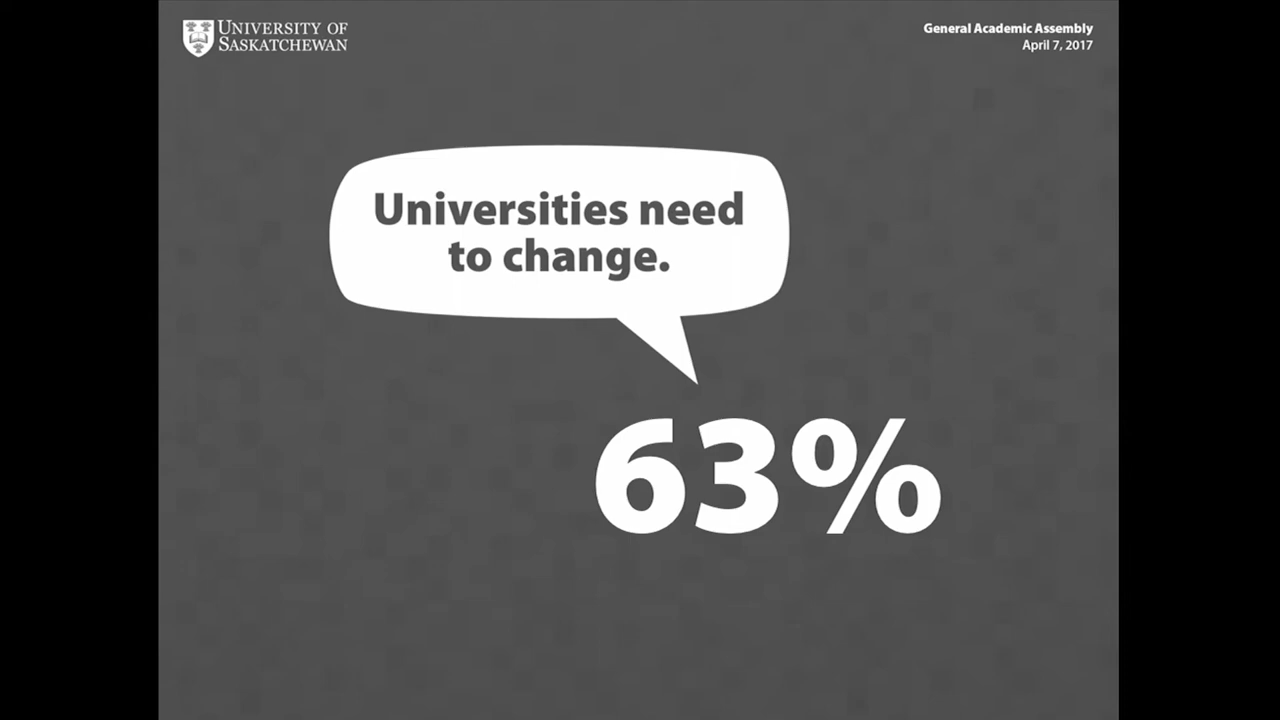 UNIVERSITY OF
SASKATCHEWAN
General Academic Assembly
April 7, 2017
Universities need
to change.
63%